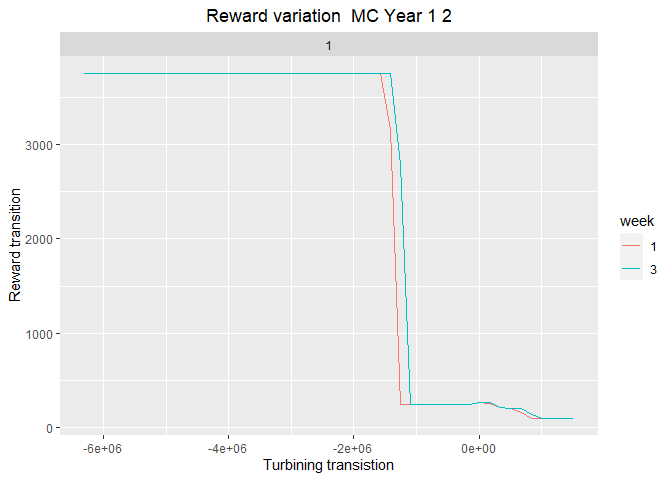 Reward variation  MC Year 1 2
1
Reward transition
3000
2000
1000
0
-6e+06
-4e+06
-2e+06
0e+00
Turbining transistion
week
1
3